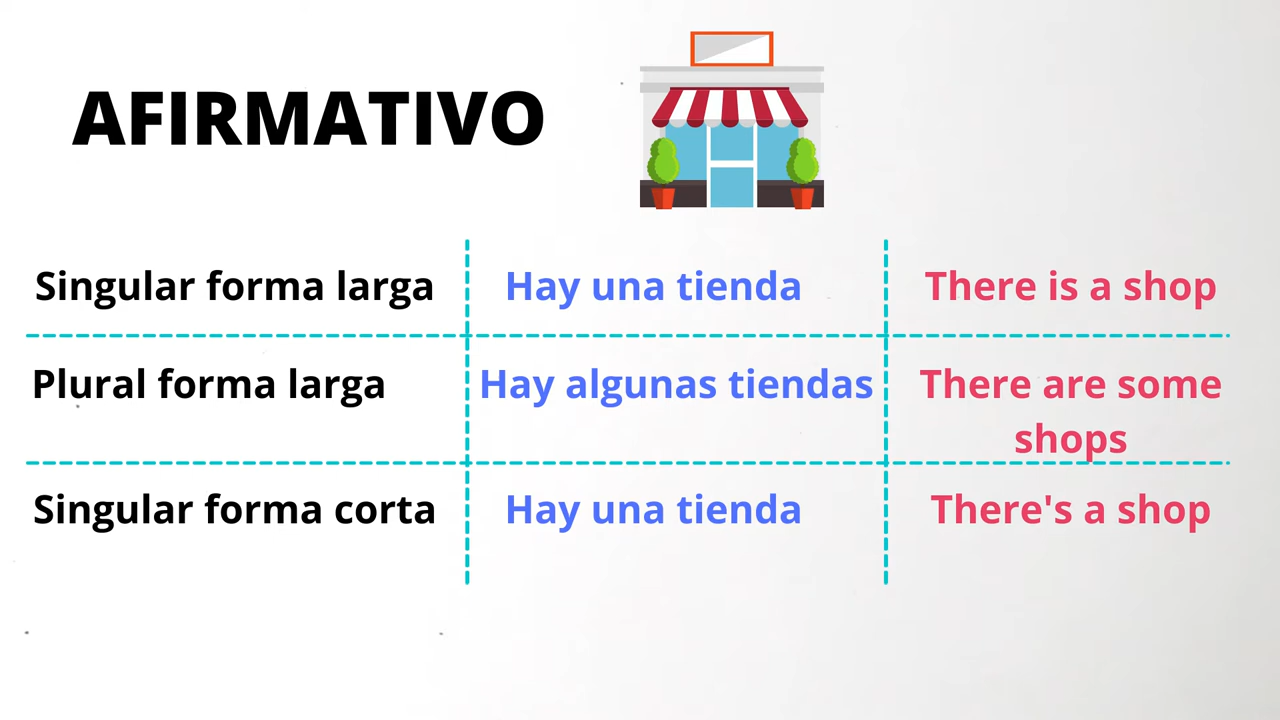 AFIRMATIVO
Singular forma larga
Hay una tienda
There is a shop
Plural forma larga
Hay algunas tiendas
There are some
shops
Singular forma corta
Hay una tienda
There's a shop